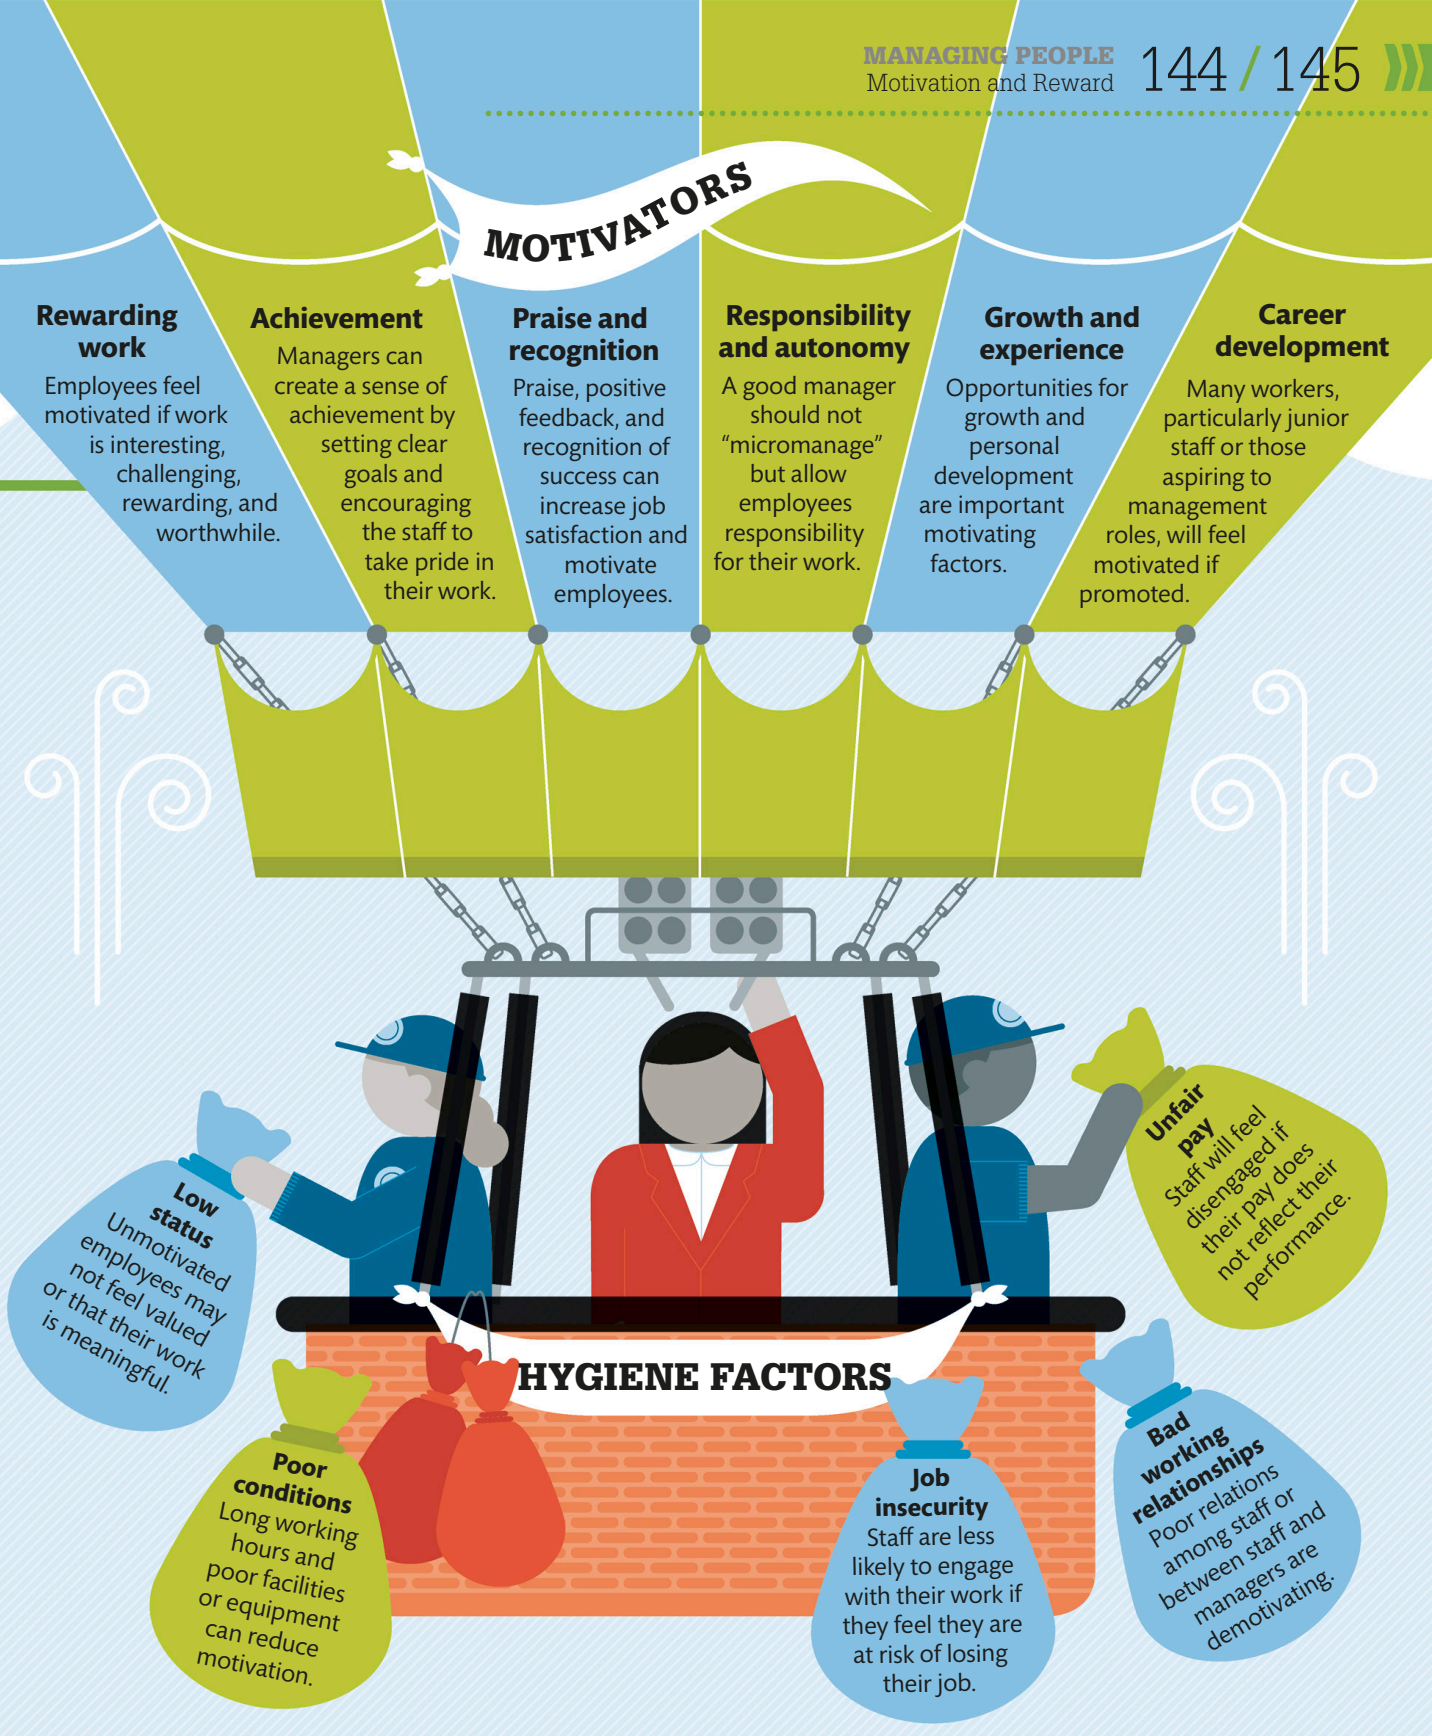 MANAGING PEOPLE
Motivation and Reward
144 / 145
MOTIVATORS
Rewarding
work
Employees feel
motivated if work
is interesting,
challenging,
rewarding, and
worthwhile.
Achievement
Managers can
create a sense of
achievement by
setting clear
goals and
encouraging
the staff to
take pride in
their work.
Praise and
recognition
Praise, positive
feedback, and
recognition of
success can
increase job
satisfaction and
motivate
employees.
Responsibility
and autonomy
A good manager
should not
“micromanage”
but allow
employees
responsibility
for their work.
Growth and
experience
Opportunities for
growth and
personal
development
are important
motivating
factors.
Career
development
Many workers,
particularly junior
staff or those
aspiring to
management
roles, will feel
motivated if
promoted.
Low
status
Unmotivated
employees may
not feel valued
or that their work
is meaningful.
Unfair
pay
Staff will feel
disengaged if
their pay does
not reflect their
performance.
HYGIENE FACTORS
Poor
conditions
Long working
hours and
poor facilities
or equipment
can reduce
motivation.
Job
insecurity
Staff are less
likely to engage
with their work if
they feel they are
at risk of losing
their job.
Bad
working
relationships
Poor relations
among staff or
between staff and
managers are
demotivating.